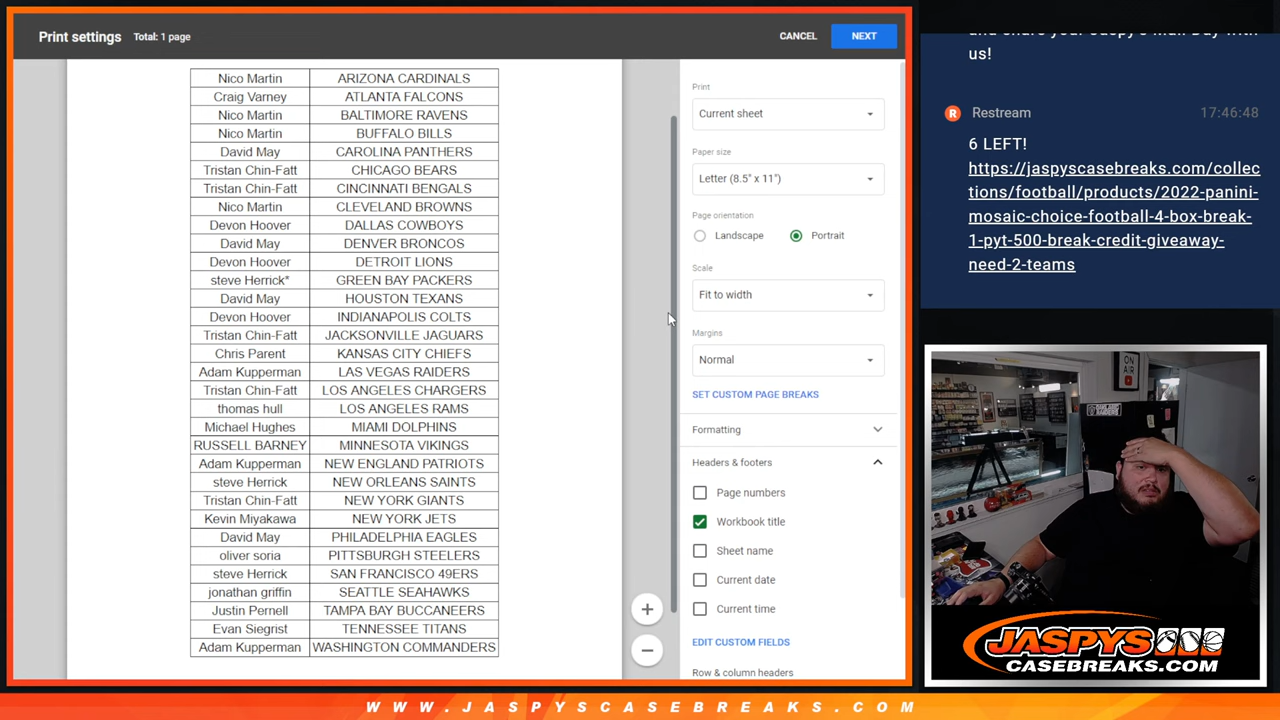 Print settings Total: 1 page CANCEL NEXT
Nico Martin ARIZONA CARDINALS
Craig Varney ATLANTA FALCONS
Nico Martin BALTIMORE RAVENS
Nico Martin BUFFALO BILLS
David May CAROLINA PANTHERS
Tristan Chin-Fatt CHICAGO BEARS
Tristan Chin-Fatt CINCINNATI BENGALS
Nico Martin CLEVELAND BROWNS
Devon Hoover DALLAS COWBOYS
David May DENVER BRONCOS
Devon Hoover DETROIT LIONS
steve Herrick* GREEN BAY PACKERS
David May HOUSTON TEXANS
Devon Hoover INDIANAPOLIS COLTS
Tristan Chin-Fatt JACKSONVILLE JAGUARS
Chris Parent KANSAS CITY CHIEFS
Adam Kupperman LAS VEGAS RAIDERS
Tristan Chin-Fatt LOS ANGELES CHARGERS
thomas hull LOS ANGELES RAMS
Michael Hughes MIAMI DOLPHINS
RUSSELL BARNEY MINNESOTA VIKINGS
Adam Kupperman NEW ENGLAND PATRIOTS
steve Herrick NEW ORLEANS SAINTS
Tristan Chin-Fatt NEW YORK GIANTS
Kevin Miyakawa NEW YORK JETS
David May PHILADELPHIA EAGLES
oliver soria PITTSBURGH STEELERS
steve Herrick SAN FRANCISCO 49ERS
jonathan griffin SEATTLE SEAHAWKS
Justin Pernell TAMPA BAY BUCCANEERS
Evan Siegrist TENNESSEE TITANS
Adam Kupperman WASHINGTON COMMANDERS
Print
Current sheet
Paper size
Letter (8.5" x 11")
Page orientation
Landscape Portrait
Scale
Fit to width
Margins
Normal
SET CUSTOM PAGE BREAKS
Formatting
Headers & footers
Page numbers
Workbook title
Sheet name
Current date
Current time
EDIT CUSTOM FIELDS
Row & column headers
and share your Jaspy's Mail Day with
us!
Restream 17:46:48
6 LEFT!
https://jaspyscasebreaks.com/collec
tions/football/products/2022-panini-
mosaic-choice-football-4-box-break-
1-pyt-500-break-credit-giveaway-
need-2-teams
ON AIR
JASPYS
CASEBREAKS.COM
WWW.JASPYSCASEBREAKS.COM